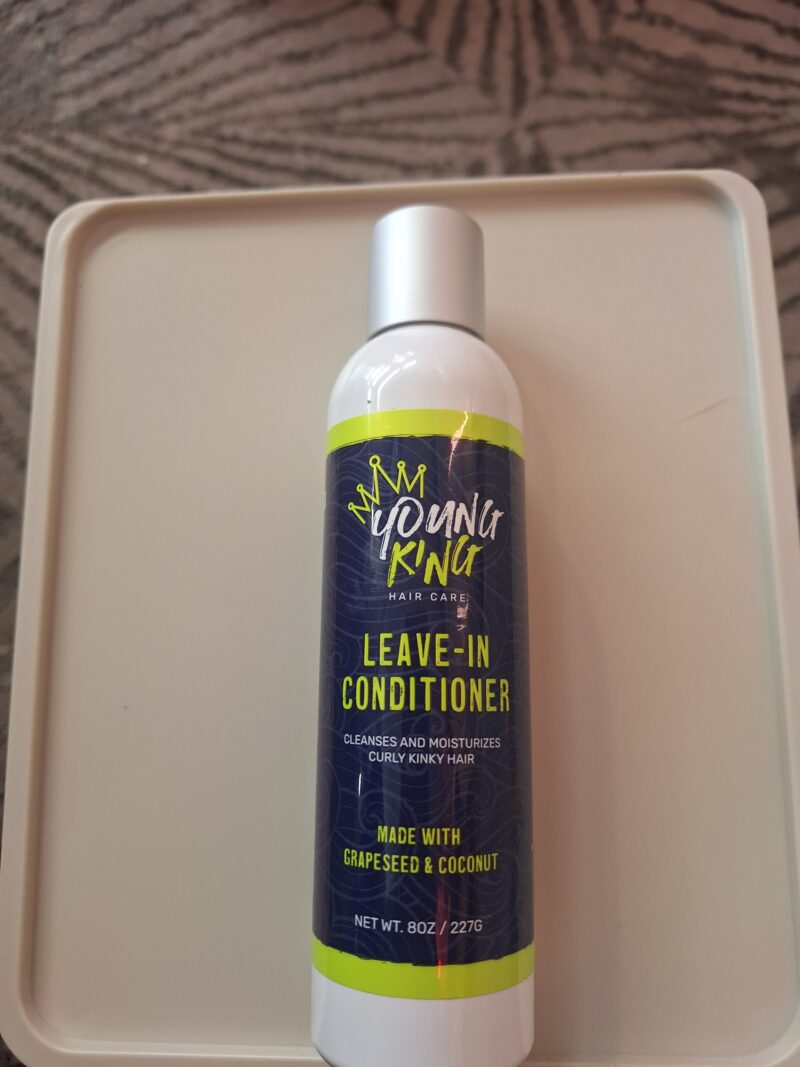 YOUNG
KING
HAIR CARE
LEAVE-IN
CONDITIONER
CLEANSES AND MOISTURIZES
CURLY KINKY HAIR
MADE WITH
GRAPESEED & COCONUT
NET WT. 8OZ / 227G